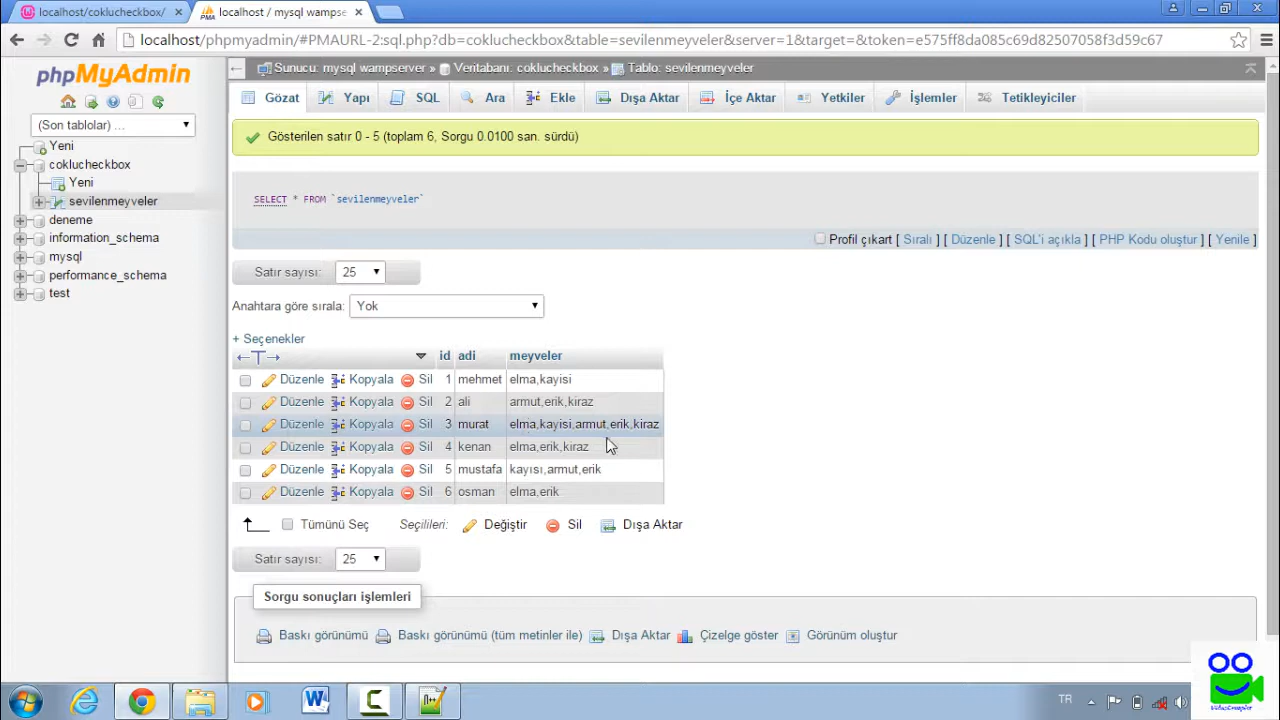 localhost/coklucheckbox/
localhost / mysql wampse
localhost/phpmyadmin/#PMAURL-2:sql.php?db=coklucheckbox&table=sevilenmeyveler&server=1&target=&token=e575ff8da085c69d82507058f3d59c67
phpMyAdmin
(Son tablolar) ...
Yeni
coklucheckbox
Yeni
sevilenmeyveler
deneme
information_schema
mysql
performance_schema
test
Sunucu: mysql wampserver » Veritabanı: coklucheckbox » Tablo: sevilenmeyveler
Gözat Yapı SQL Ara Ekle Dışa Aktar İçe Aktar Yetkiler İşlemler Tetikleyiciler
Gösterilen satır 0 - 5 (toplam 6, Sorgu 0.0100 san. sürdü)
SELECT * FROM `sevilenmeyveler`
Profil çıkart [ Sıralı ] [ Düzenle ] [ SQL'i açıkla ] [ PHP Kodu oluştur ] [ Yenile ]
Satır sayısı: 25
Anahtara göre sırala: Yok
+ Seçenekler
id adi meyveler
Düzenle Kopyala Sil 1 mehmet elma,kayisi
Düzenle Kopyala Sil 2 ali armut,erik,kiraz
Düzenle Kopyala Sil 3 murat elma,kayisi,armut,erik,kiraz
Düzenle Kopyala Sil 4 kenan elma,erik,kiraz
Düzenle Kopyala Sil 5 mustafa kayısı,armut,erik
Düzenle Kopyala Sil 6 osman elma,erik
Tümünü Seç Seçilileri: Değiştir Sil Dışa Aktar
Satır sayısı: 25
Sorgu sonuçları işlemleri
Baskı görünümü Baskı görünümü (tüm metinler ile) Dışa Aktar Çizelge göster Görünüm oluştur
TR